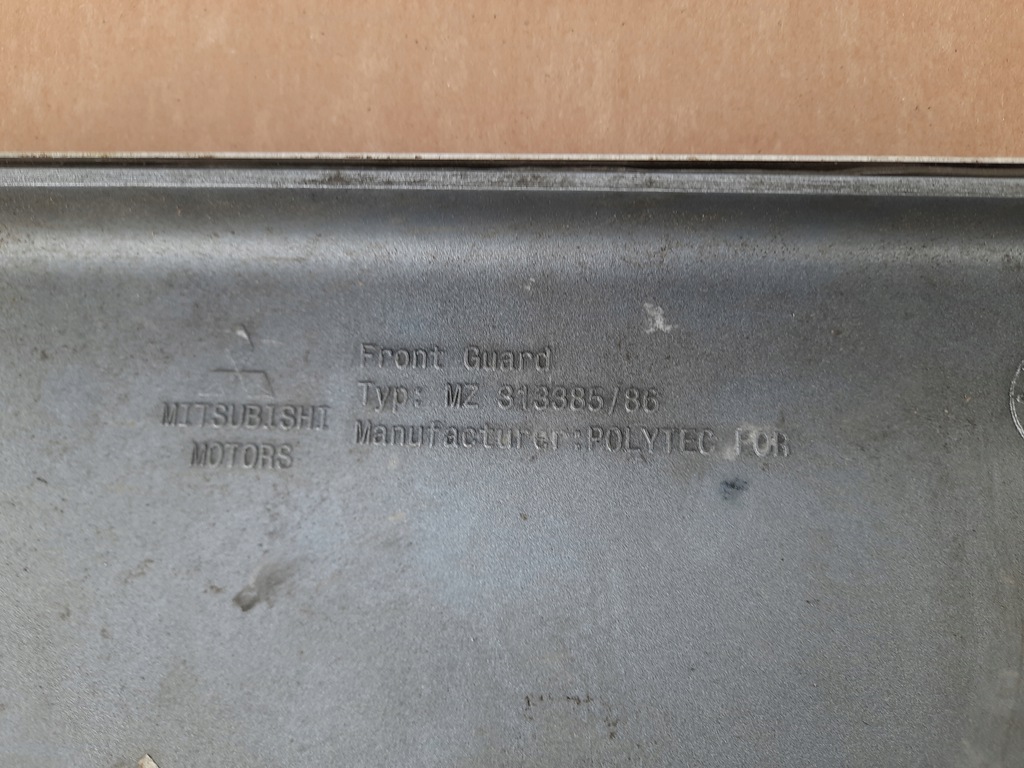 MITSUBISHI
MOTORS
Front Guard
Typ: MZ 313385/86
Manufacturer:POLYTEC FOR